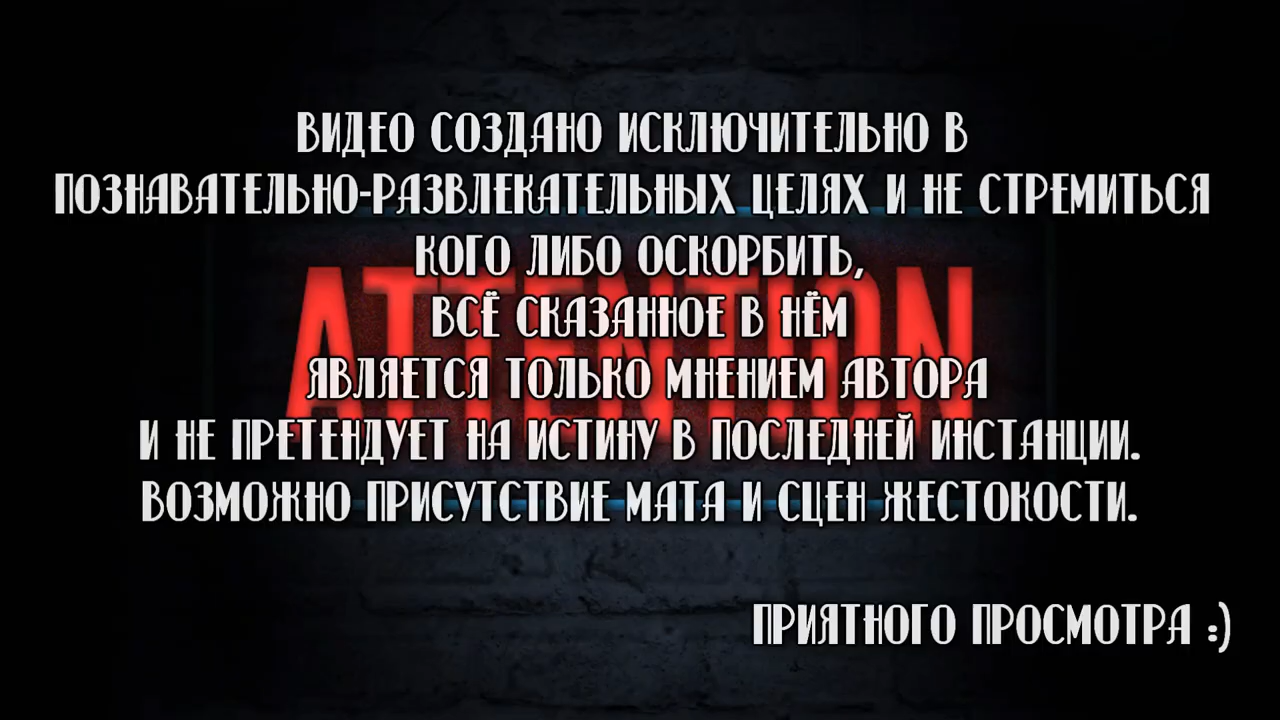 ВИДЕО СОЗДАНО ИСКЛЮЧИТЕЛЬНО В
ПОЗНАВАТЕЛЬНО-РАЗВЛЕКАТЕЛЬНЫХ ЦЕЛЯХ И НЕ СТРЕМИТЬСЯ
КОГО ЛИБО ОСКОРБИТЬ,
ВСЁ СКАЗАННОЕ В НЁМ
ATTENTION
ЯВЛЯЕТСЯ ТОЛЬКО МНЕНИЕМ АВТОРА
И НЕ ПРЕТЕНДУЕТ НА ИСТИНУ В ПОСЛЕДНЕЙ ИНСТАНЦИИ.
ВОЗМОЖНО ПРИСУТСТВИЕ МАТА И СЦЕН ЖЕСТОКОСТИ.
ПРИЯТНОГО ПРОСМОТРА :)